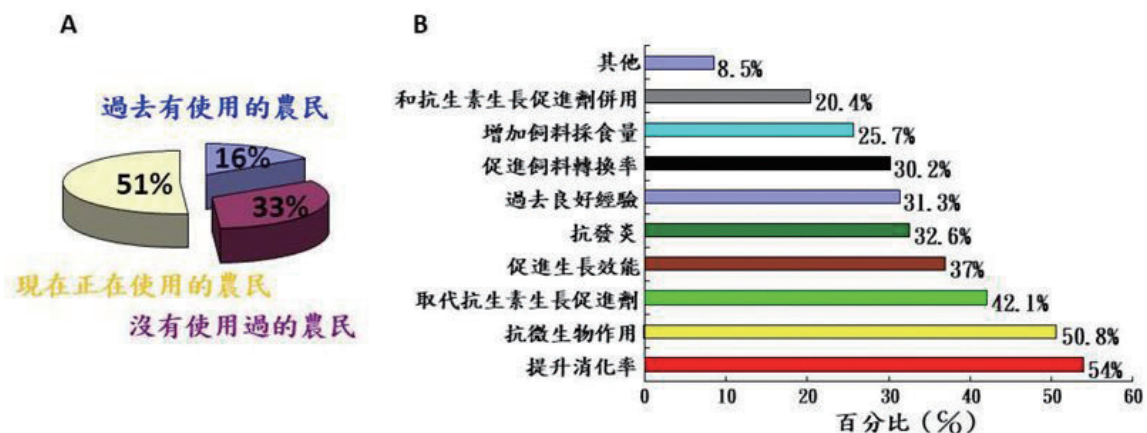 A
過去有使用的農民
16%
51%
33%
現在正在使用的農民
沒有使用過的農民
B
其他
8.5%
和抗生素生長促進劑併用
20.4%
增加飼料採食量
25.7%
促進飼料轉換率
30.2%
過去良好經驗
31.3%
抗發炎
32.6%
促進生長效能
37%
取代抗生素生長促進劑
42.1%
抗微生物作用
50.8%
提升消化率
54%
0 10 20 30 40 50 60
百分比（%）